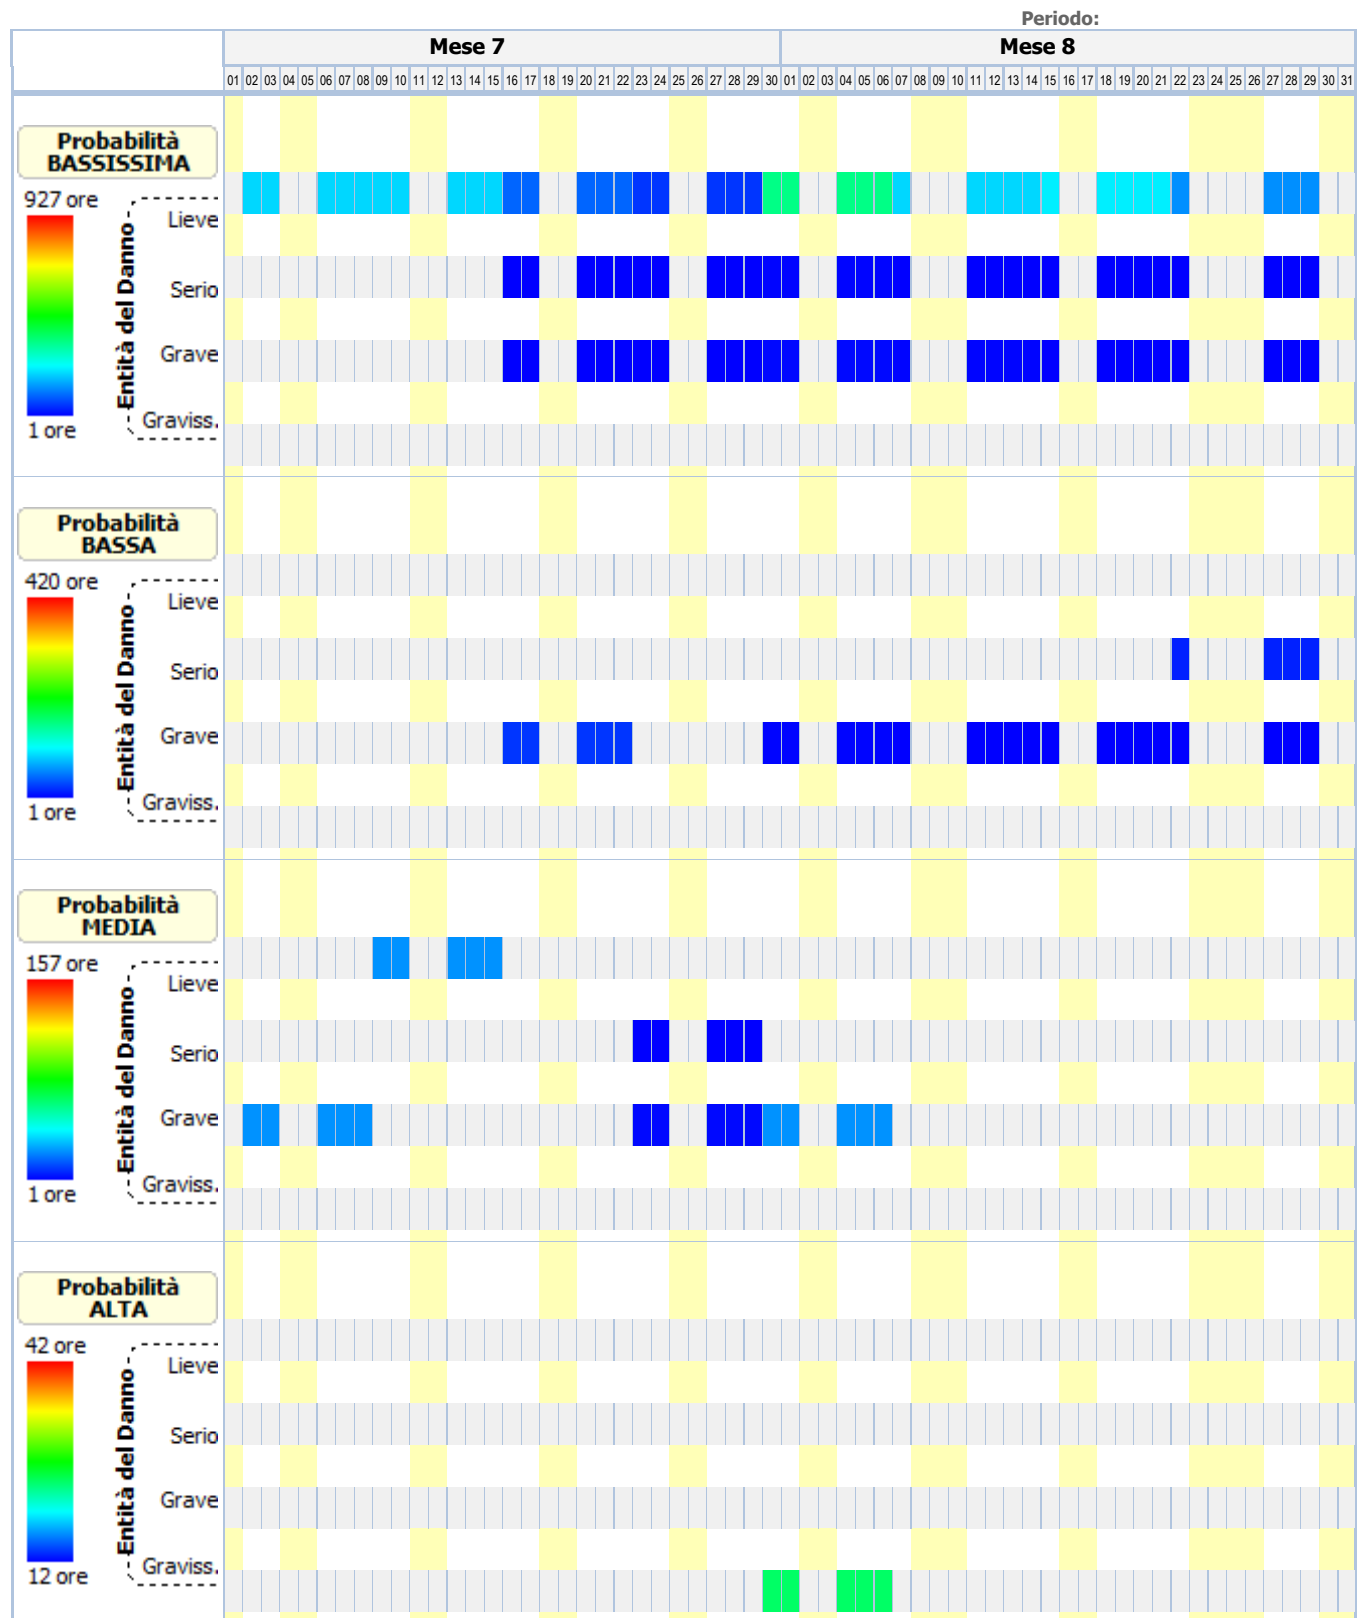 Periodo:
Mese 7 Mese 8
01 02 03 04 05 06 07 08 09 10 11 12 13 14 15 16 17 18 19 20 21 22 23 24 25 26 27 28 29 30 01 02 03 04 05 06 07 08 09 10 11 12 13 14 15 16 17 18 19 20 21 22 23 24 25 26 27 28 29 30 31
Probabilità
BASSISSIMA
927 ore
Lieve
Serio
Grave
Graviss.
1 ore
Entità del Danno
Probabilità
BASSA
420 ore
Lieve
Serio
Grave
Graviss.
1 ore
Entità del Danno
Probabilità
MEDIA
157 ore
Lieve
Serio
Grave
Graviss.
1 ore
Entità del Danno
Probabilità
ALTA
42 ore
Lieve
Serio
Grave
Graviss.
12 ore
Entità del Danno